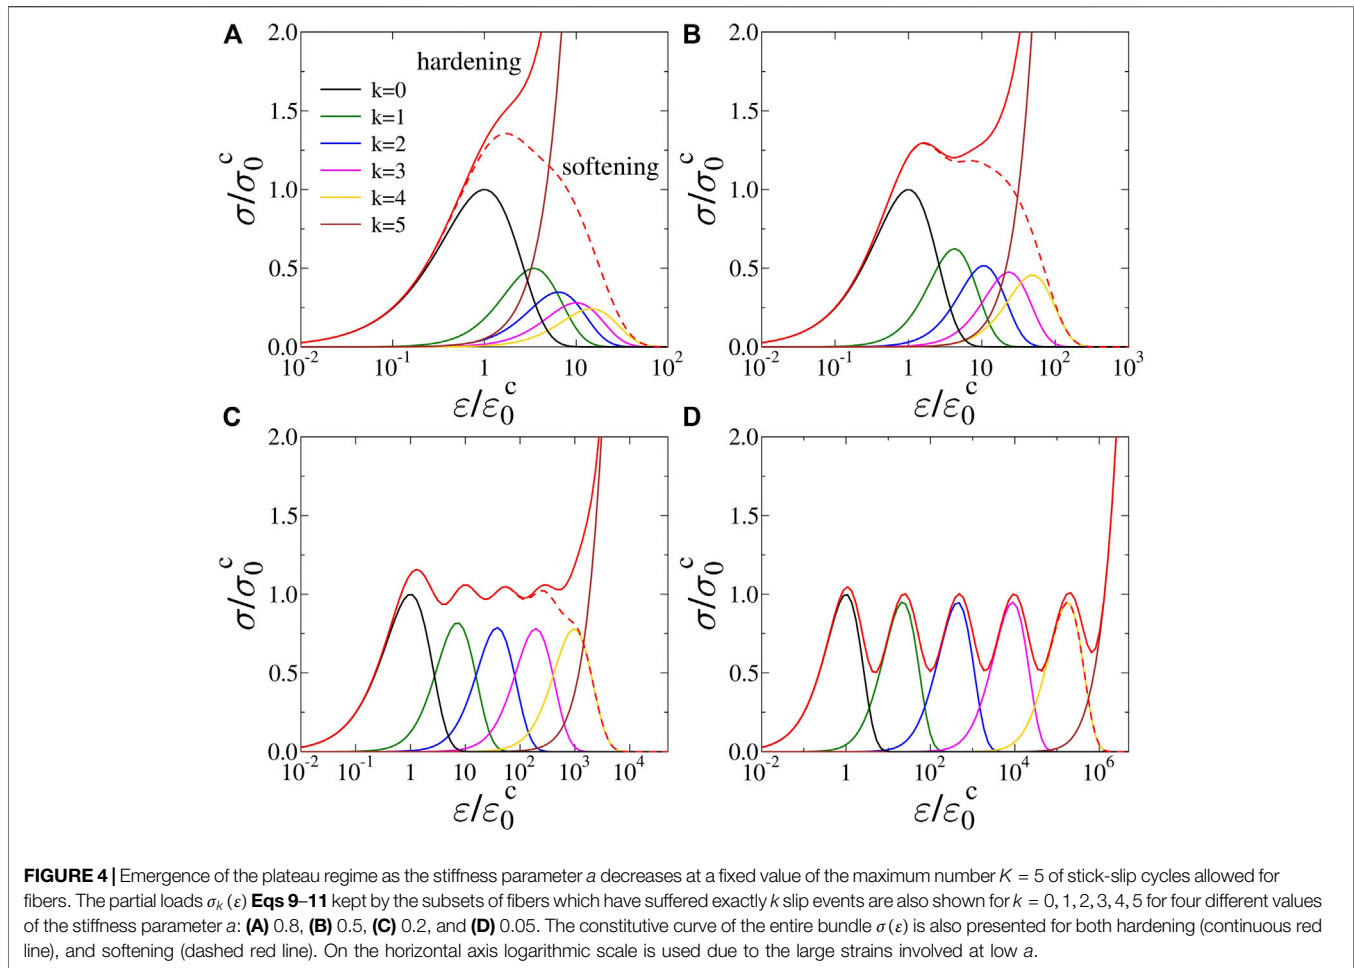 A
2.0
1.5
1.0
0.5
0.0
σ/σ₀ᶜ
hardening
softening
k=0
k=1
k=2
k=3
k=4
k=5
10⁻² 10⁻¹ 1 10 10²
ε/ε₀ᶜ
B
2.0
1.5
1.0
0.5
0.0
σ/σ₀ᶜ
10⁻² 10⁻¹ 1 10 10² 10³
ε/ε₀ᶜ
C
2.0
1.5
1.0
0.5
0.0
σ/σ₀ᶜ
10⁻² 10⁻¹ 1 10 10² 10³ 10⁴
ε/ε₀ᶜ
D
2.0
1.5
1.0
0.5
0.0
σ/σ₀ᶜ
10⁻² 1 10² 10⁴ 10⁶
ε/ε₀ᶜ
FIGURE 4 | Emergence of the plateau regime as the stiffness parameter a decreases at a fixed value of the maximum number K = 5 of stick-slip cycles allowed for
fibers. The partial loads σₖ(ε) Eqs 9–11 kept by the subsets of fibers which have suffered exactly k slip events are also shown for k = 0, 1, 2, 3, 4, 5 for four different values
of the stiffness parameter a: (A) 0.8, (B) 0.5, (C) 0.2, and (D) 0.05. The constitutive curve of the entire bundle σ(ε) is also presented for both hardening (continuous red
line), and softening (dashed red line). On the horizontal axis logarithmic scale is used due to the large strains involved at low a.